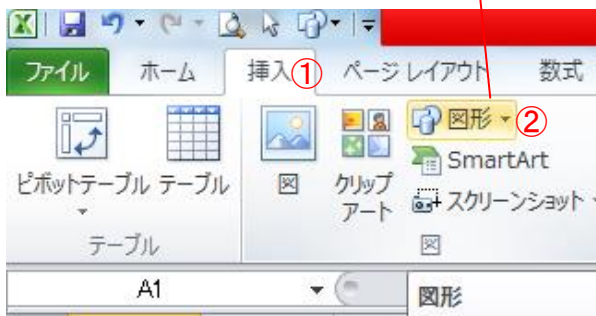 ファイル ホーム 挿入① ページ レイアウト 数式
図形 ②
SmartArt
スクリーンショット
ピボットテーブル テーブル 図 クリップ
アート
テーブル 図
A1
図形